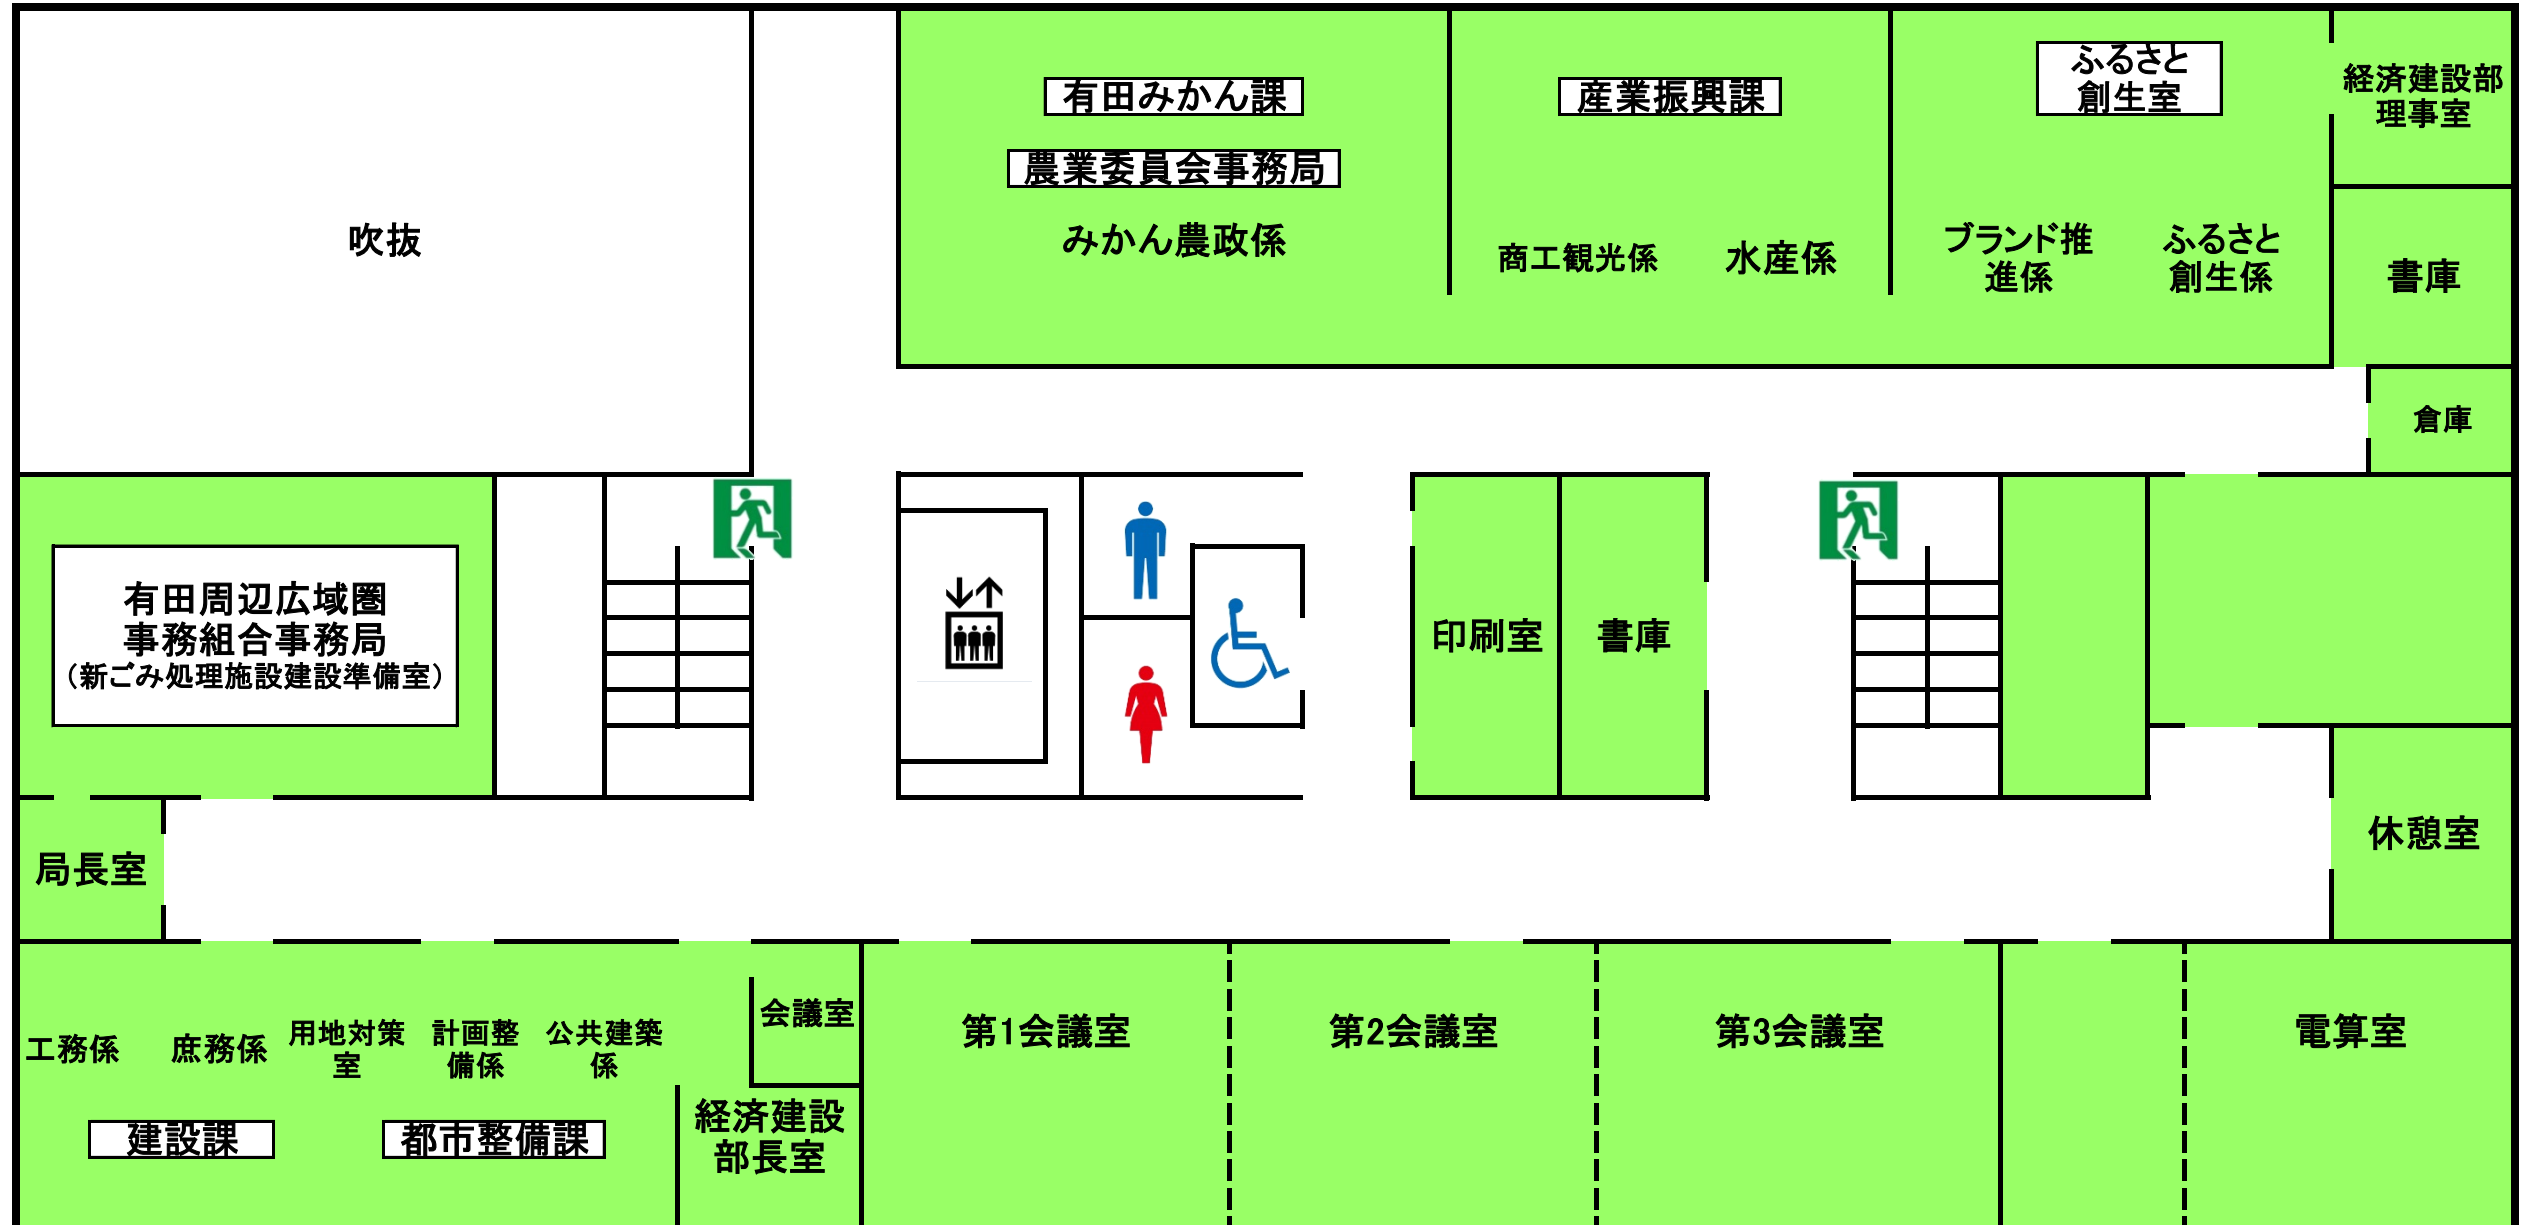 有田みかん課
産業振興課
ふるさと
創生室
経済建設部
理事室
農業委員会事務局
吹抜
みかん農政係
商工観光係
水産係
ブランド推
進係
ふるさと
創生係
書庫
倉庫
有田周辺広域圏
事務組合事務局
（新ごみ処理施設建設準備室）
印刷室
書庫
局長室
休憩室
工務係
庶務係
用地対策
室
計画整
備係
公共建築
係
会議室
第1会議室
第2会議室
第3会議室
電算室
建設課
都市整備課
経済建設
部長室